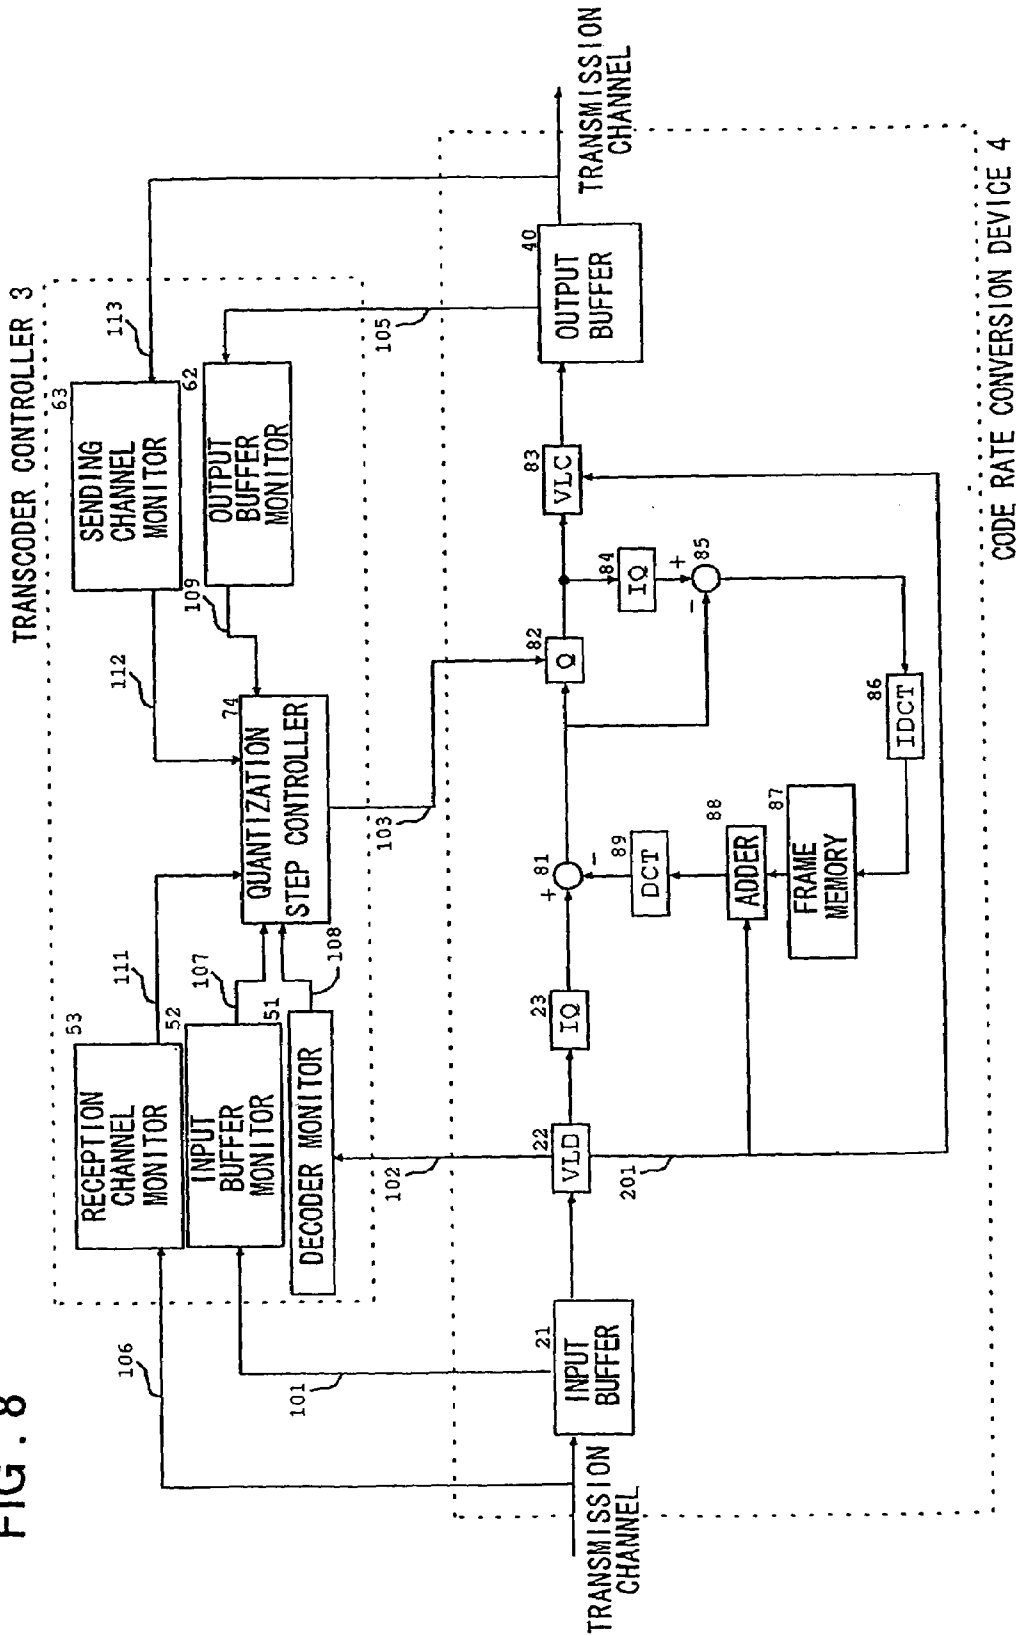 FIG. 8
TRANSCODER CONTROLLER 3
RECEPTION
CHANNEL
MONITOR
53
INPUT
BUFFER
MONITOR
52
DECODER MONITOR
51
QUANTIZATION
STEP CONTROLLER
74
SENDING
CHANNEL
MONITOR
63
OUTPUT
BUFFER
MONITOR
62
106
111
107
108
112
109
113
101
102
103
105
TRANSMISSION
CHANNEL
INPUT
BUFFER
21
VLD
22
IQ
23
+
81
-
Q
82
VLC
83
OUTPUT
BUFFER
40
TRANSMISSION
CHANNEL
IQ
84
+
85
-
DCT
89
ADDER
88
FRAME
MEMORY
87
IDCT
86
201
CODE RATE CONVERSION DEVICE 4